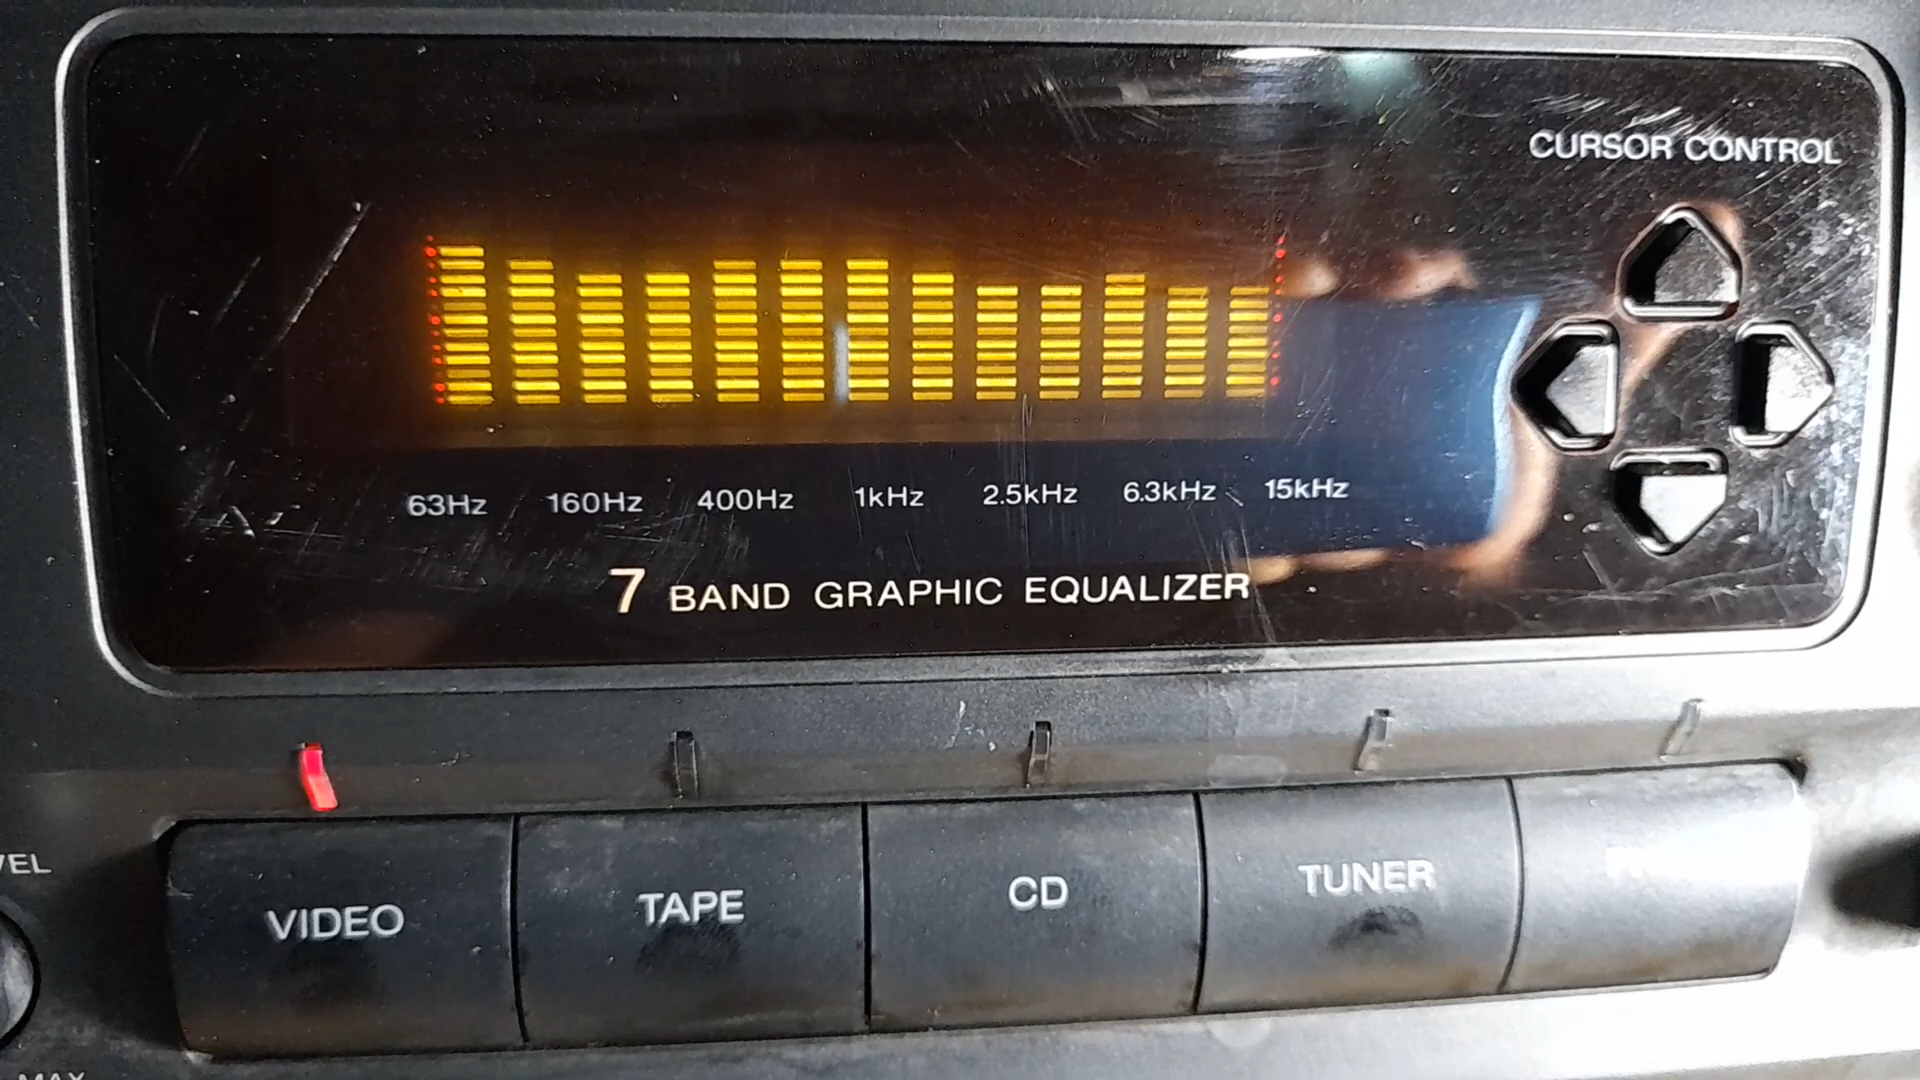 CURSOR CONTROL
63Hz 160Hz 400Hz 1kHz 2.5kHz 6.3kHz 15kHz
7 BAND GRAPHIC EQUALIZER
VIDEO TAPE CD TUNER
MAX